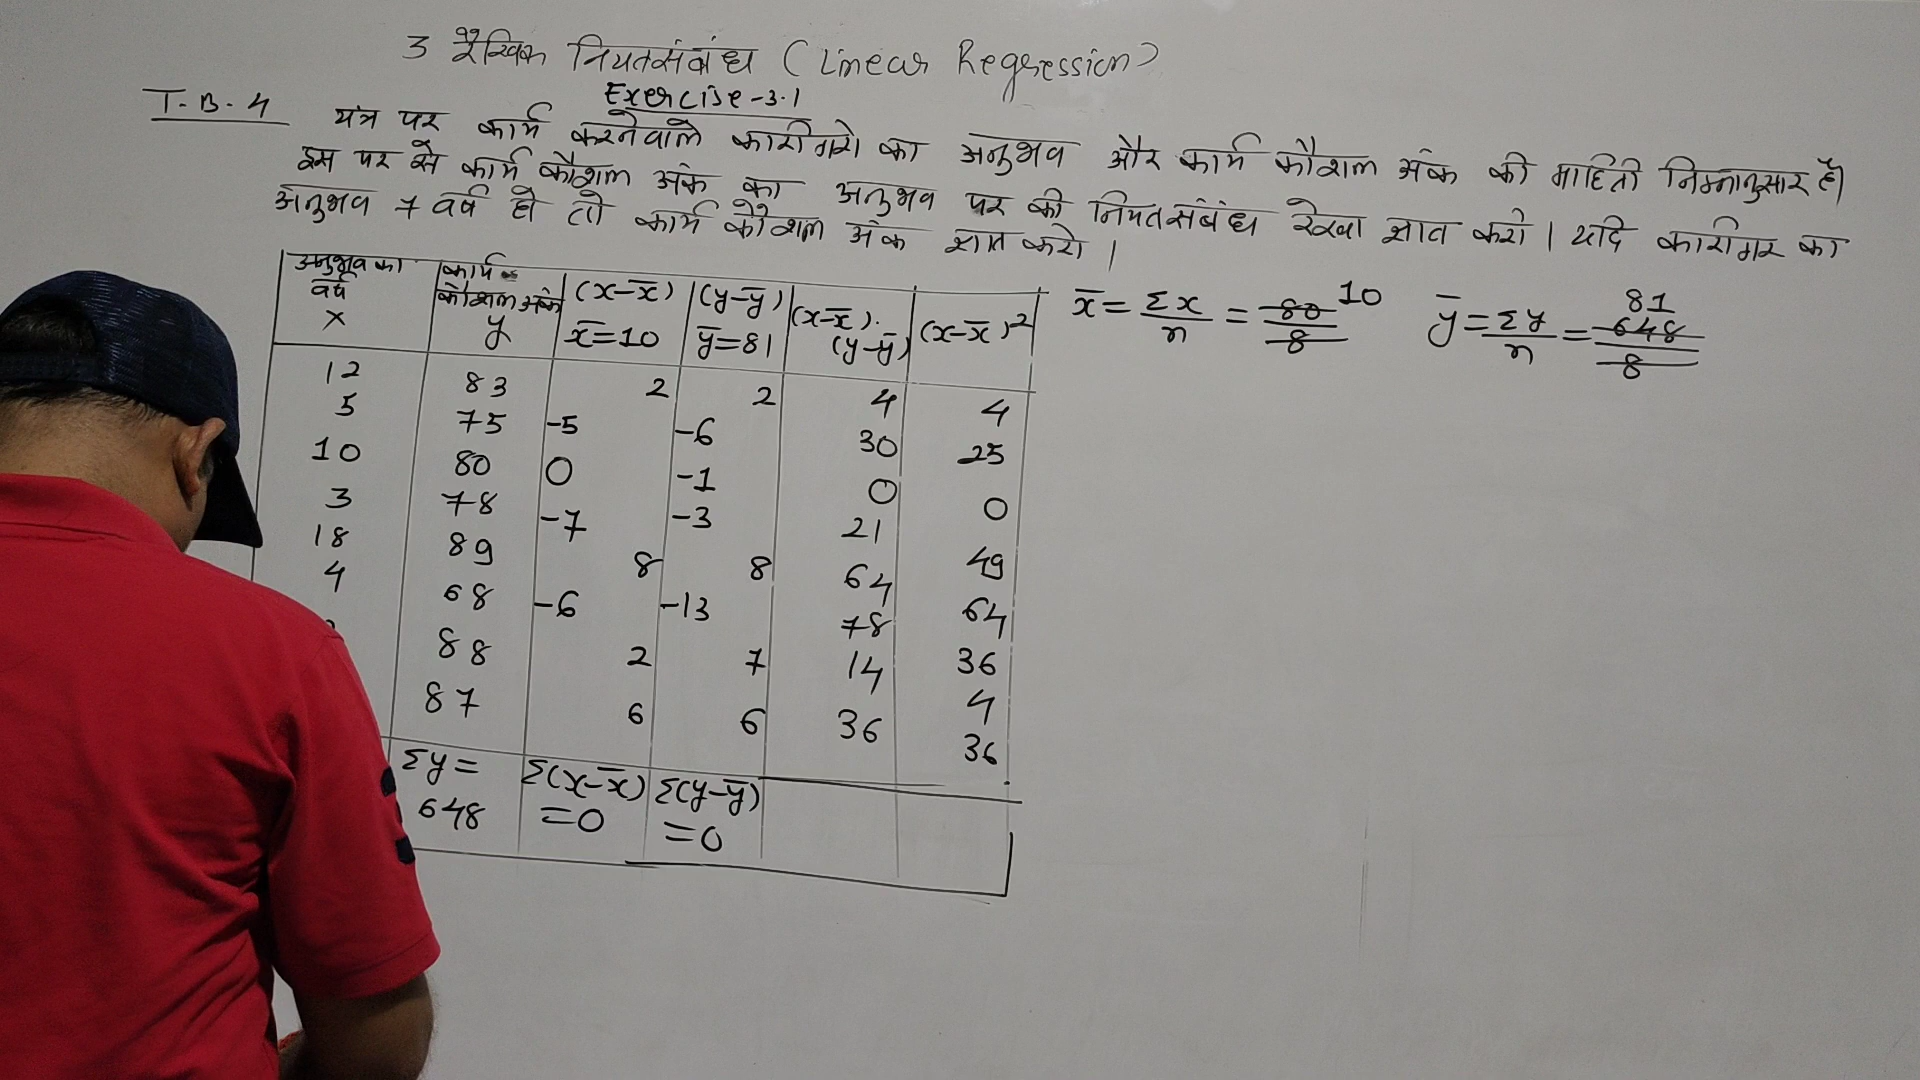 3 रैखिक नियतसंबंध (Linear Regression)
Exercise-3.1
T.B.4 यंत्र पर कार्य करनेवाले कारीगरो का अनुभव और कार्य कौशल अंक की माहिती निम्नानुसार है।
इस पर से कार्य कौशल अंक का अनुभव पर की नियतसंबंध रेखा ज्ञात करो। यदि कारीगर का
अनुभव 7 वर्ष हो तो कार्य कौशल अंक ज्ञात करो।
अनुभव का वर्ष x | कार्य कौशल अंक y | (x-x̅) x̅=10 | (y-y̅) y̅=81 | (x-x̅).(y-y̅) | (x-x̅)²
12 83 2 2 4 4
5 75 -5 -6 30 25
10 80 0 -1 0 0
3 78 -7 -3 21 49
18 89 8 8 64 64
4 68 -6 -13 78 36
88 2 7 14 4
87 6 6 36 36
Σy=648 Σ(x-x̅)=0 Σ(y-y̅)=0
x̅ = Σx/n = 80/8 10
y̅ = Σy/n = 648/8 81